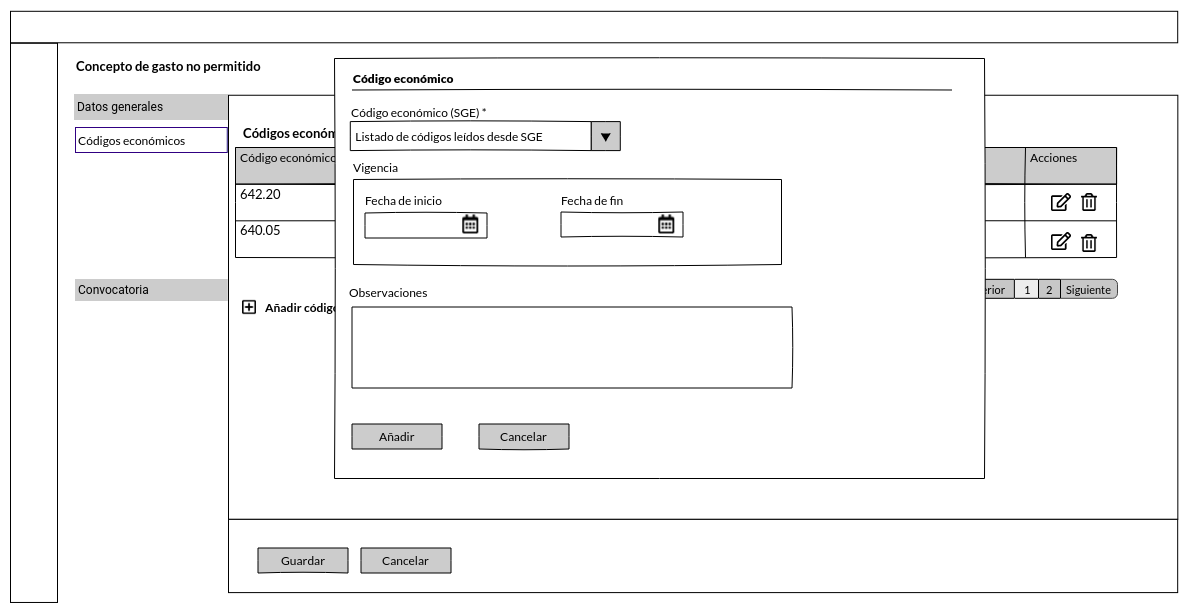 Concepto de gasto no permitido
Datos generales
Códigos económicos
Convocatoria
Códigos económ
Código económico
Acciones
642.20
640.05
Añadir código
erior 1 2 Siguiente
Código económico
Código económico (SGE) *
Listado de códigos leídos desde SGE
Vigencia
Fecha de inicio Fecha de fin
Observaciones
Añadir Cancelar
Guardar Cancelar